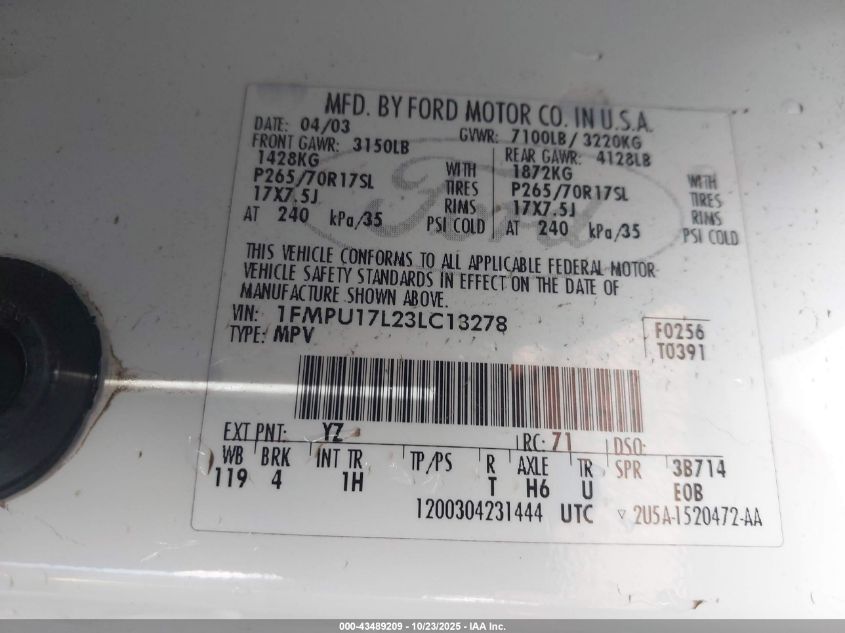 MFD. BY FORD MOTOR CO. IN U.S.A.
DATE: 04/03 GVWR: 7100LB / 3220KG
FRONT GAWR: 3150LB REAR GAWR: 4128LB
1428KG WITH 1872KG WITH
P265/70R17SL TIRES P265/70R17SL TIRES
17X7.5J RIMS 17X7.5J RIMS
AT 240 kPa/35 PSI COLD AT 240 kPa/35 PSI COLD
Ford
THIS VEHICLE CONFORMS TO ALL APPLICABLE FEDERAL MOTOR
VEHICLE SAFETY STANDARDS IN EFFECT ON THE DATE OF
MANUFACTURE SHOWN ABOVE.
VIN: 1FMPU17L23LC13278 F0256
TYPE: MPV T0391
EXT PNT: YZ RC: 71 DSO:
WB BRK INT TR TP/PS R AXLE TR SPR 3B714
119 4 1H T H6 U E0B
1200304231444 UTC ▽ 2U5A-1520472-AA
000-43489209 - 10/23/2025 - IAA Inc.